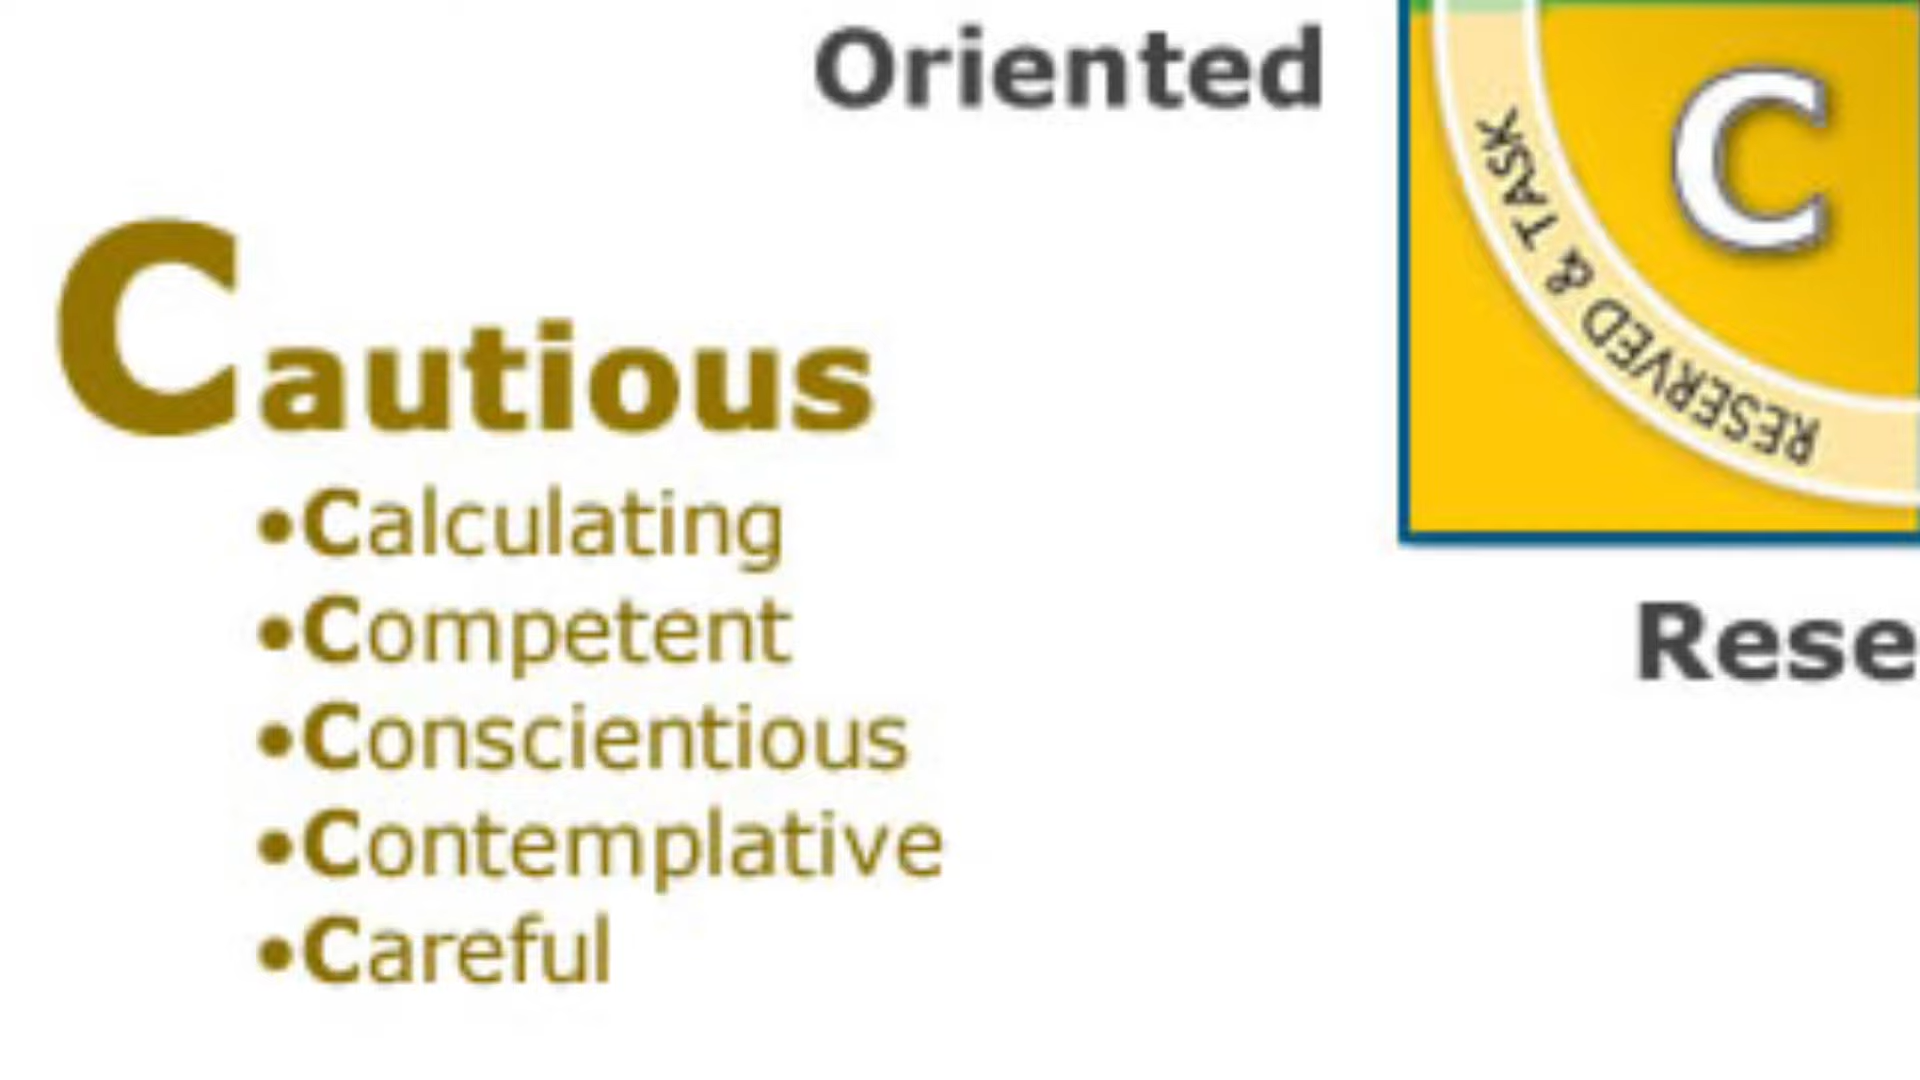 Oriented
C
RESERVED & TASK
Cautious
•Calculating
•Competent
•Conscientious
•Contemplative
•Careful
Rese